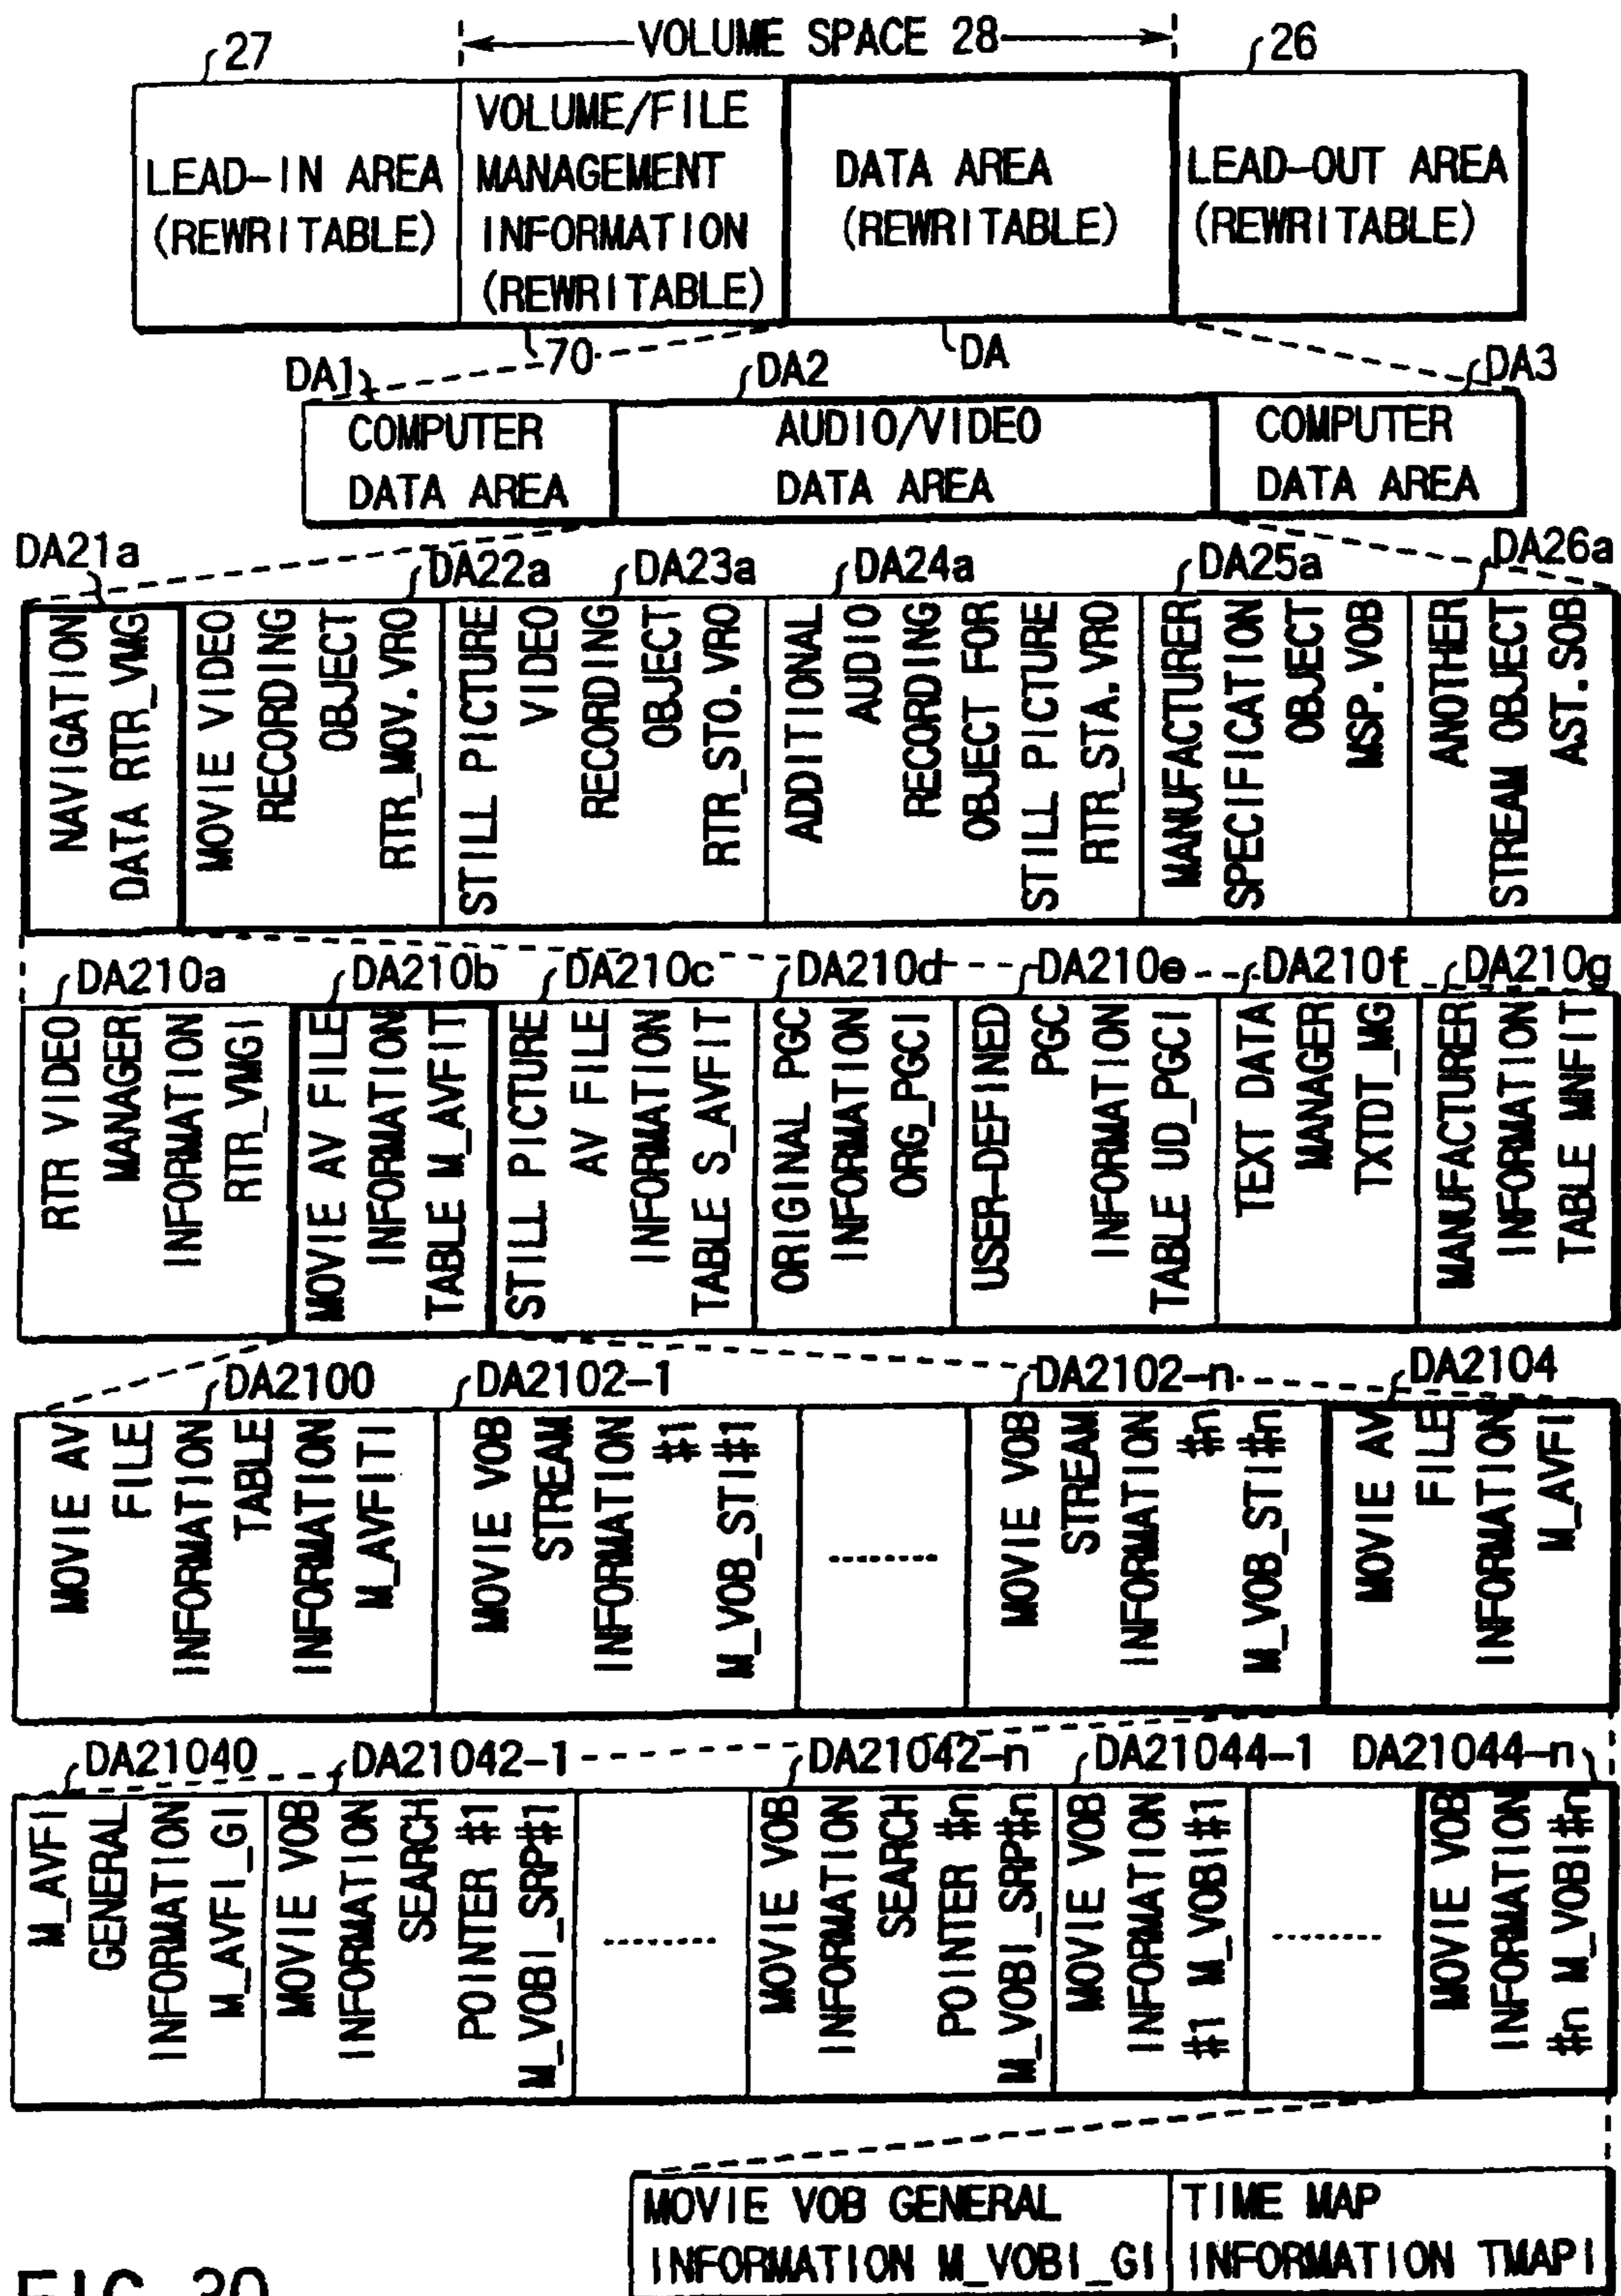 27
VOLUME SPACE 28
26
LEAD-IN AREA
(REWRITABLE)
VOLUME/FILE
MANAGEMENT
INFORMATION
(REWRITABLE)
DATA AREA
(REWRITABLE)
LEAD-OUT AREA
(REWRITABLE)
70
DA
DA1
DA2
DA3
COMPUTER
DATA AREA
AUDIO/VIDEO
DATA AREA
COMPUTER
DATA AREA
DA21a
DA22a
DA23a
DA24a
DA25a
DA26a
NAVIGATION
DATA RTR_VMG
MOVIE VIDEO
RECORDING
OBJECT
RTR_MOV.VRO
STILL PICTURE
VIDEO
RECORDING
OBJECT
RTR_STO.VRO
ADDITIONAL
AUDIO
RECORDING
OBJECT FOR
STILL PICTURE
RTR_STA.VRO
MANUFACTURER
SPECIFICATION
OBJECT
MSP.VOB
ANOTHER
STREAM OBJECT
AST.SOB
DA210a
DA210b
DA210c
DA210d
DA210e
DA210f
DA210g
RTR VIDEO
MANAGER
INFORMATION
RTR_VMGI
MOVIE AV FILE
INFORMATION
TABLE M_AVFIT
STILL PICTURE
AV FILE
INFORMATION
TABLE S_AVFIT
ORIGINAL PGC
INFORMATION
ORG_PGCI
USER-DEFINED
PGC
INFORMATION
TABLE UD_PGCI
TEXT DATA
MANAGER
TXTDT_MG
MANUFACTURER
INFORMATION
TABLE MNFIT
DA2100
DA2102-1
DA2102-n
DA2104
MOVIE AV
FILE
INFORMATION
TABLE
INFORMATION
M_AVFITI
MOVIE VOB
STREAM
INFORMATION
#1
M_VOB_STI#1
MOVIE VOB
STREAM
INFORMATION
#n
M_VOB_STI#n
MOVIE AV
FILE
INFORMATION
M_AVFI
DA21040
DA21042-1
DA21042-n
DA21044-1
DA21044-n
M_AVFI
GENERAL
INFORMATION
M_AVFI_GI
MOVIE VOB
INFORMATION
SEARCH
POINTER #1
M_VOBI_SRP#1
MOVIE VOB
INFORMATION
SEARCH
POINTER #n
M_VOBI_SRP#n
MOVIE VOB
INFORMATION
#1 M_VOBI#1
MOVIE VOB
INFORMATION
#n M_VOBI#n
MOVIE VOB GENERAL
INFORMATION M_VOBI_GI
TIME MAP
INFORMATION TMAPI